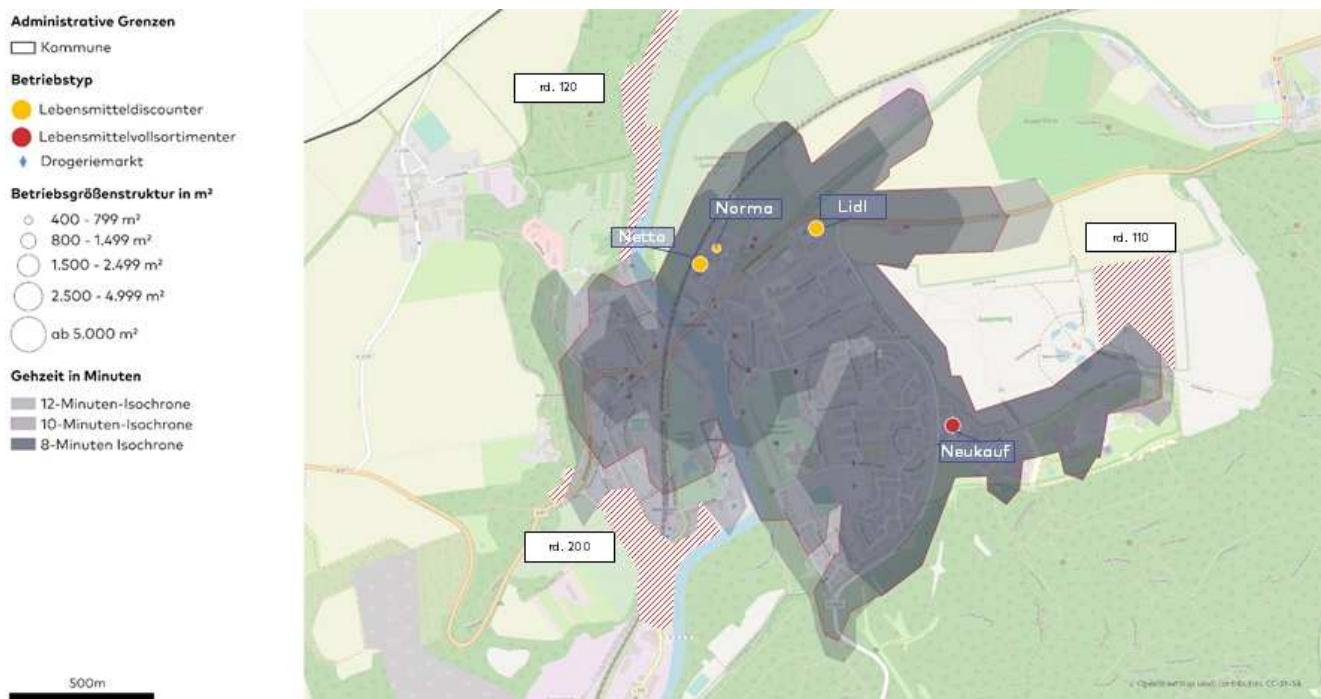 Administrative Grenzen
Kommune
Betriebstyp
Lebensmitteldiscounter
Lebensmittelvollsortimenter
Drogeriemarkt
Betriebsgrößenstruktur in m²
400 - 799 m²
800 - 1.499 m²
1.500 - 2.499 m²
2.500 - 4.999 m²
ab 5.000 m²
Gehzeit in Minuten
12-Minuten-Isochrone
10-Minuten-Isochrone
8-Minuten Isochrone
500m
rd. 120
Norma
Lidl
Netto
rd. 110
Neukauf
rd. 200